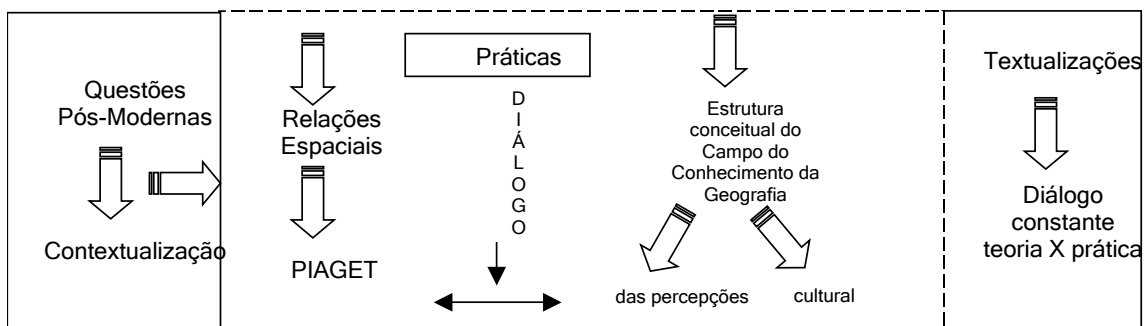 Questões
Pós-Modernas
Contextualização
Relações
Espaciais
PIAGET
Práticas
D
I
Á
L
O
G
O
Estrutura
conceitual do
Campo do
Conhecimento da
Geografia
das percepções
cultural
Textualizações
Diálogo
constante
teoria X prática